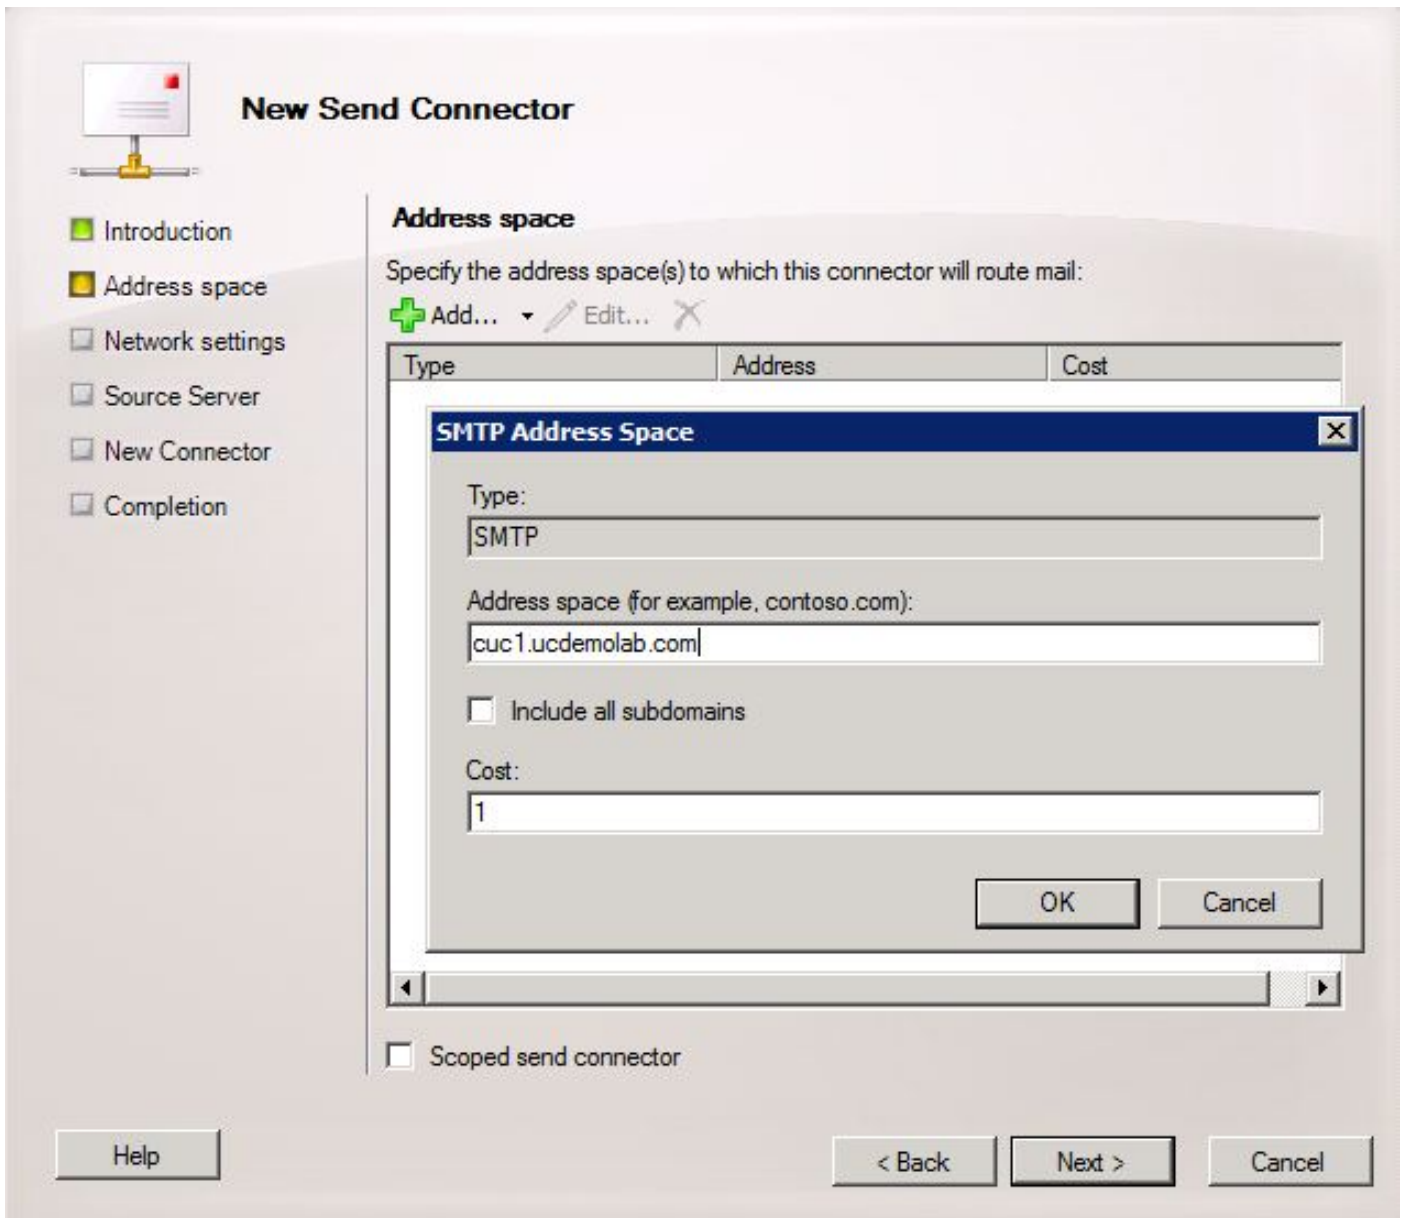 New Send Connector
Introduction
Address space
Network settings
Source Server
New Connector
Completion
Address space
Specify the address space(s) to which this connector will route mail:
Add... Edit...
Type Address Cost
SMTP Address Space
Type:
SMTP
Address space (for example, contoso.com):
cuc1.ucdemolab.com
Include all subdomains
Cost:
1
OK Cancel
Scoped send connector
Help < Back Next > Cancel